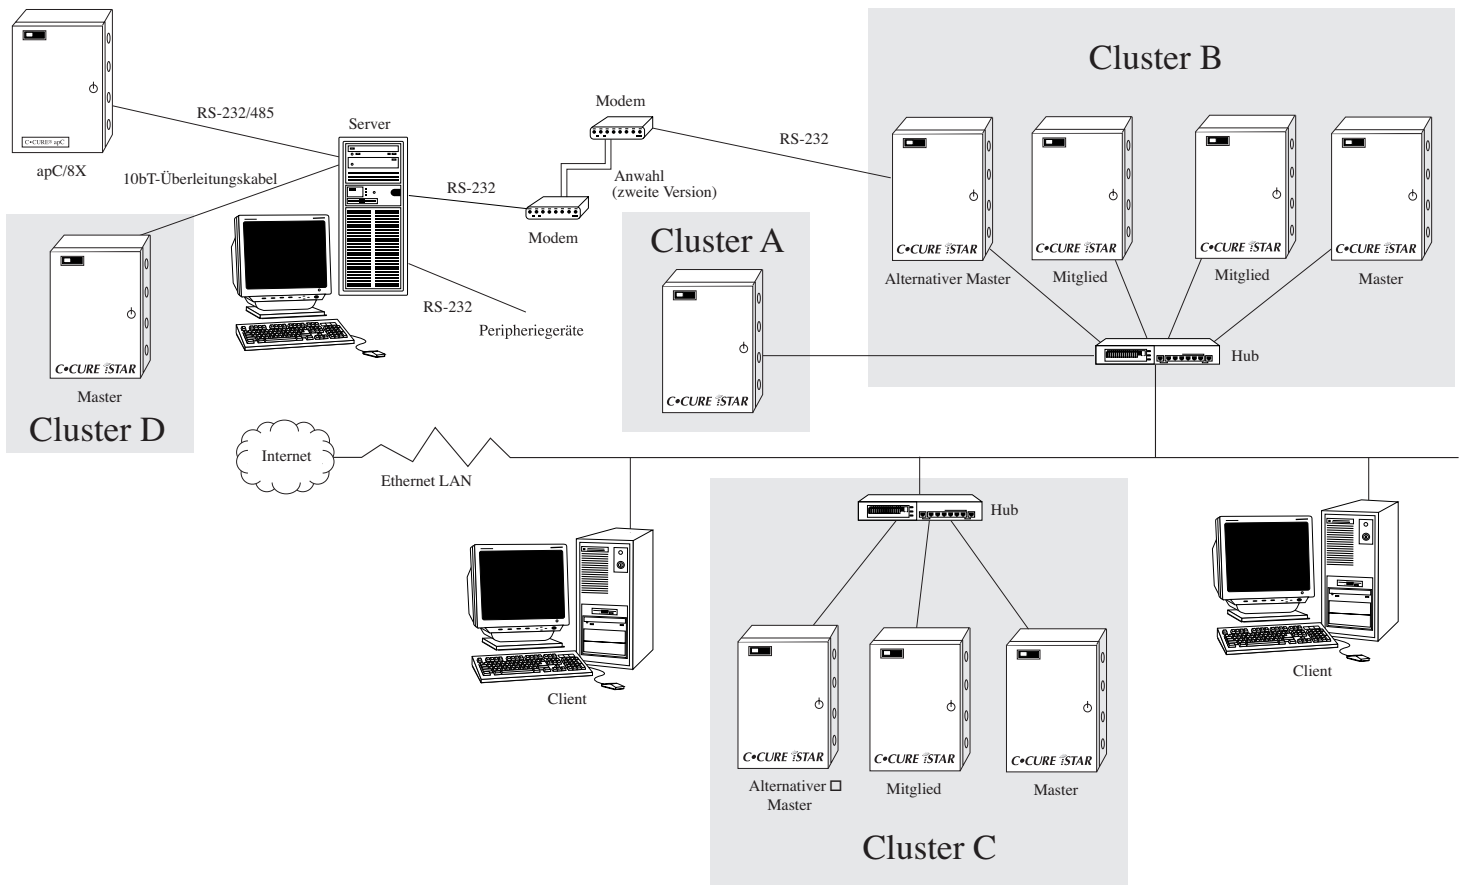 C•CURE® apC
apC/8X
RS-232/485
Server
10bT-Überleitungskabel
RS-232
Modem
Modem
Anwahl
(zweite Version)
RS-232
RS-232
Peripheriegeräte
C•CURE iSTAR
Master
Cluster D
Cluster A
C•CURE iSTAR
Cluster B
C•CURE iSTAR
Alternativer Master
C•CURE iSTAR
Mitglied
C•CURE iSTAR
Mitglied
C•CURE iSTAR
Master
Hub
Internet
Ethernet LAN
Client
Hub
C•CURE iSTAR
Alternativer □
Master
C•CURE iSTAR
Mitglied
C•CURE iSTAR
Master
Cluster C
Client